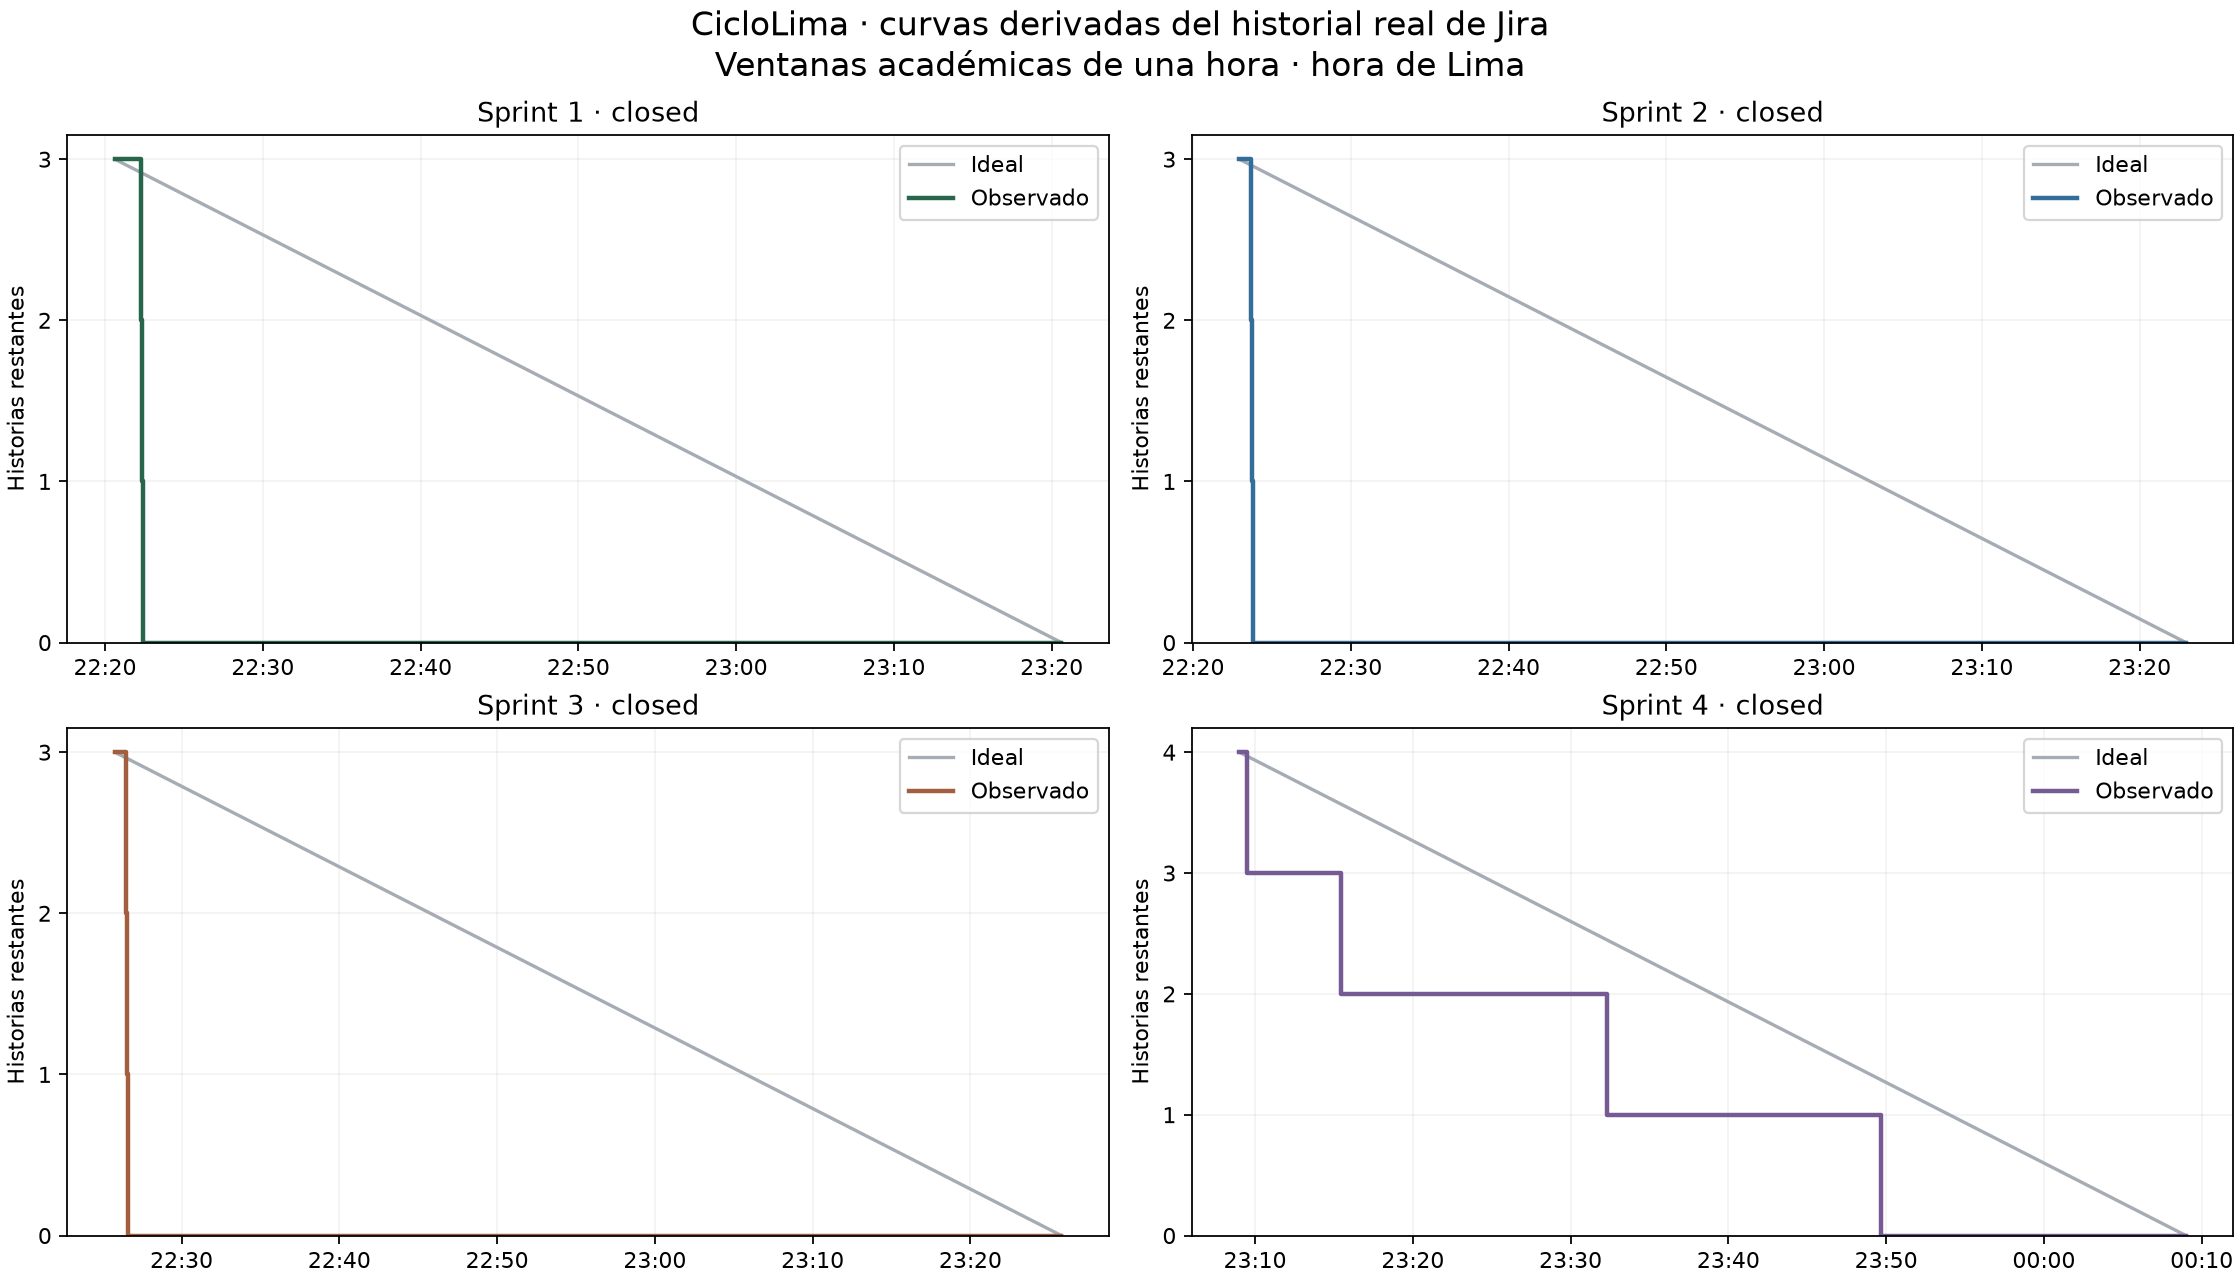 CicloLima · curvas derivadas del historial real de Jira
Ventanas académicas de una hora · hora de Lima
Sprint 1 · closed
Historias restantes
3
2
1
0
Ideal
Observado
22:20 22:30 22:40 22:50 23:00 23:10 23:20
Sprint 2 · closed
Historias restantes
3
2
1
0
Ideal
Observado
22:20 22:30 22:40 22:50 23:00 23:10 23:20
Sprint 3 · closed
Historias restantes
3
2
1
0
Ideal
Observado
22:30 22:40 22:50 23:00 23:10 23:20
Sprint 4 · closed
Historias restantes
4
3
2
1
0
Ideal
Observado
23:10 23:20 23:30 23:40 23:50 00:00 00:10